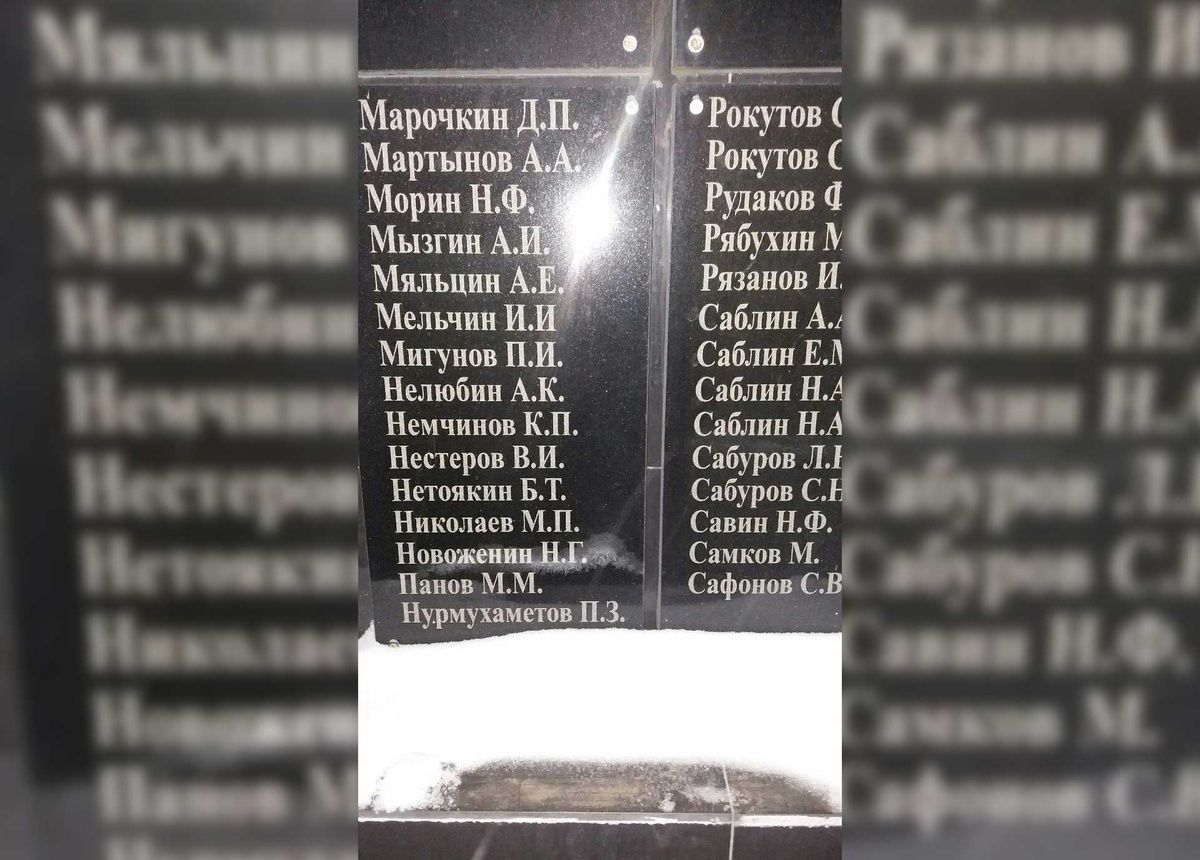 Марочкин Д.П.
Мартынов А.А.
Морин Н.Ф.
Мызгин А.И.
Мяльцин А.Е.
Мельчин И.И
Мигунов П.И.
Нелюбин А.К.
Немчинов К.П.
Нестеров В.И.
Нетоякин Б.Т.
Николаев М.П.
Новоженин Н.Г.
Панов М.М.
Нурмухаметов П.З.
Рокутов
Рокутов
Рудаков Ф
Рябухин М
Рязанов И.
Саблин А.А
Саблин Е.М
Саблин Н.А
Саблин Н.А
Сабуров Л.Н
Сабуров С.Н
Савин Н.Ф.
Самков М.
Сафонов С.В